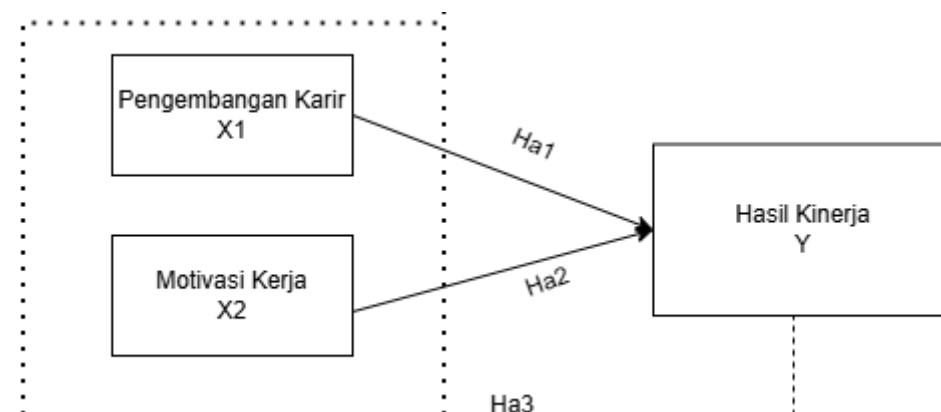 Pengembangan Karir
X1
Ha1
Hasil Kinerja
Y
Motivasi Kerja
X2
Ha2
Ha3